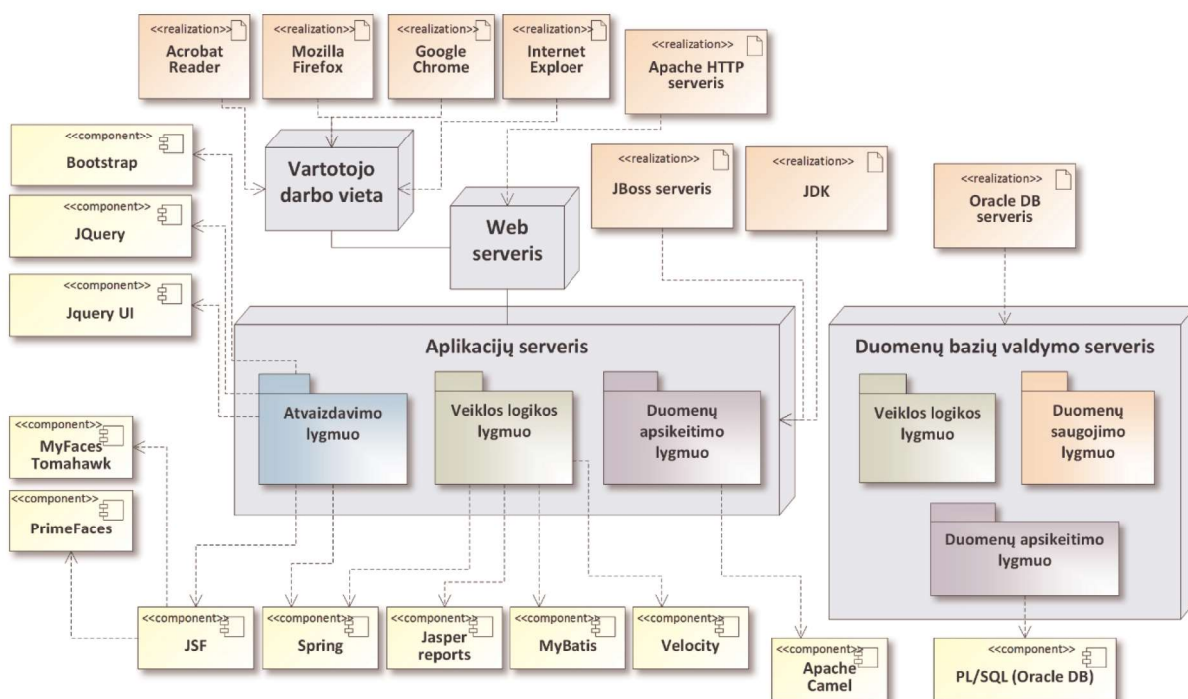 <<realization>>
Acrobat
Reader
<<realization>>
Mozilla
Firefox
<<realization>>
Google
Chrome
<<realization>>
Internet
Exploer
<<realization>>
Apache HTTP
serveris
<<component>>
Bootstrap
<<component>>
JQuery
<<component>>
Jquery UI
Vartotojo
darbo vieta
Web
serveris
<<realization>>
JBoss serveris
<<realization>>
JDK
<<realization>>
Oracle DB
serveris
Aplikacijų serveris
Atvaizdavimo
lygmuo
Veiklos logikos
lygmuo
Duomenų
apsikeitimo
lygmuo
Duomenų bazių valdymo serveris
Veiklos logikos
lygmuo
Duomenų
saugojimo
lygmuo
Duomenų apsikeitimo
lygmuo
<<component>>
MyFaces
Tomahawk
<<component>>
PrimeFaces
<<component>>
JSF
<<component>>
Spring
<<component>>
Jasper
reports
<<component>>
MyBatis
<<component>>
Velocity
<<component>>
Apache
Camel
<<component>>
PL/SQL (Oracle DB)